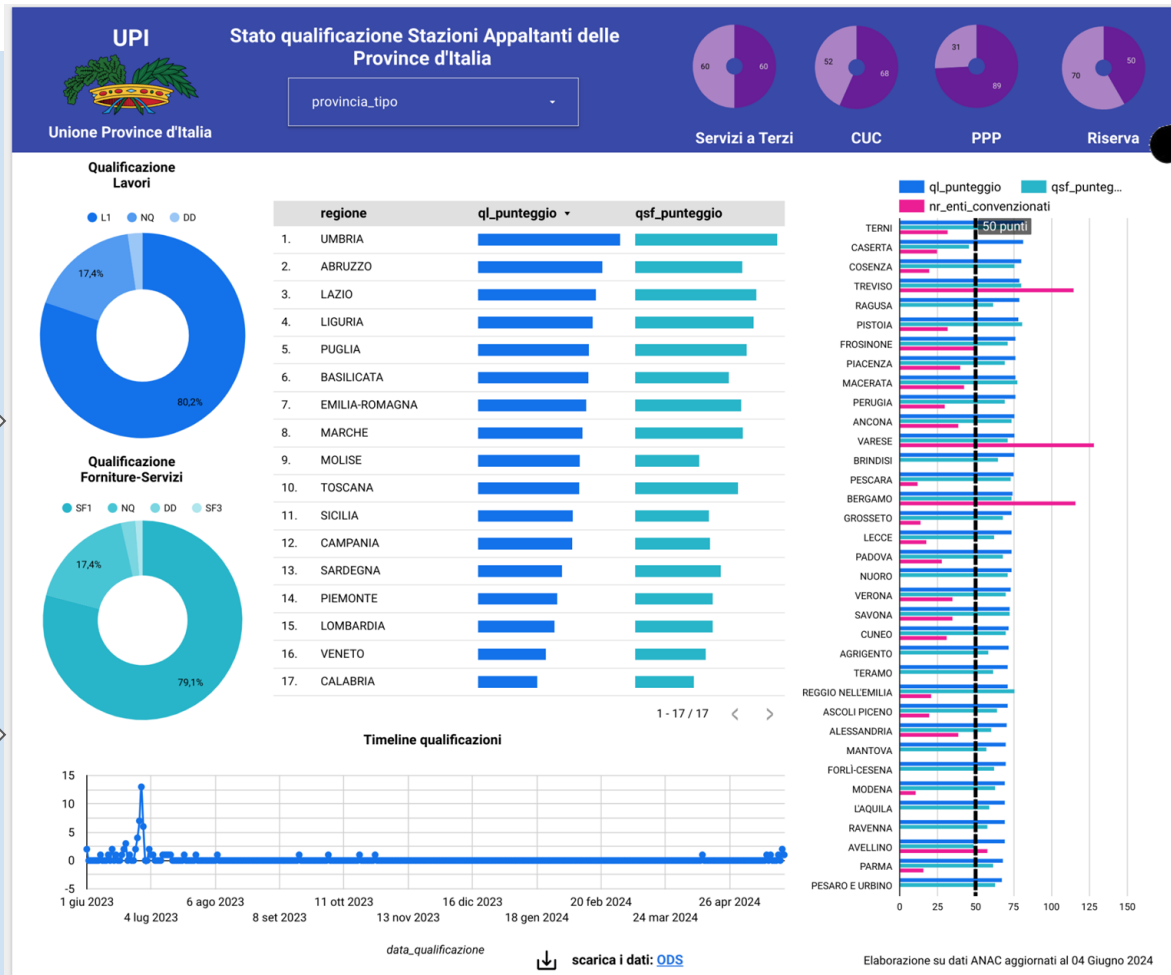 UPI
Unione Province d'Italia
Stato qualificazione Stazioni Appaltanti delle
Province d'Italia
provincia_tipo
60 60
Servizi a Terzi
52 68
CUC
31 89
PPP
70 50
Riserva
Qualificazione
Lavori
L1 NQ DD
17,4%
80,2%
Qualificazione
Forniture-Servizi
SF1 NQ DD SF3
17,4%
79,1%
regione ql_punteggio qsf_punteggio
1. UMBRIA
2. ABRUZZO
3. LAZIO
4. LIGURIA
5. PUGLIA
6. BASILICATA
7. EMILIA-ROMAGNA
8. MARCHE
9. MOLISE
10. TOSCANA
11. SICILIA
12. CAMPANIA
13. SARDEGNA
14. PIEMONTE
15. LOMBARDIA
16. VENETO
17. CALABRIA
1 - 17 / 17
Timeline qualificazioni
15
10
5
0
-5
1 giu 2023 6 ago 2023 11 ott 2023 16 dic 2023 20 feb 2024 26 apr 2024
4 lug 2023 8 set 2023 13 nov 2023 18 gen 2024 24 mar 2024
data_qualificazione
scarica i dati: ODS
ql_punteggio qsf_punteg...
nr_enti_convenzionati
50 punti
TERNI
CASERTA
COSENZA
TREVISO
RAGUSA
PISTOIA
FROSINONE
PIACENZA
MACERATA
PERUGIA
ANCONA
VARESE
BRINDISI
PESCARA
BERGAMO
GROSSETO
LECCE
PADOVA
NUORO
VERONA
SAVONA
CUNEO
AGRIGENTO
TERAMO
REGGIO NELL'EMILIA
ASCOLI PICENO
ALESSANDRIA
MANTOVA
FORLÌ-CESENA
MODENA
L'AQUILA
RAVENNA
AVELLINO
PARMA
PESARO E URBINO
0 25 50 75 100 125 150
Elaborazione su dati ANAC aggiornati al 04 Giugno 2024